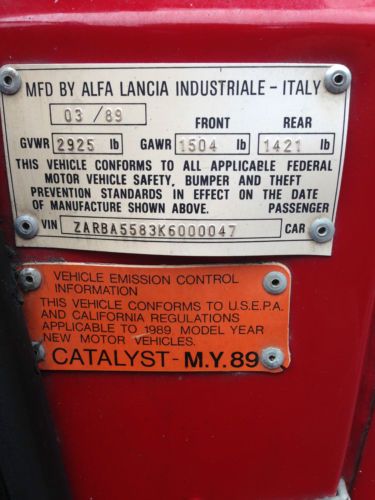 MFD BY ALFA LANCIA INDUSTRIALE - ITALY
03 / 89 FRONT REAR
GVWR 2925 lb GAWR 1504 lb 1421 lb
THIS VEHICLE CONFORMS TO ALL APPLICABLE FEDERAL
MOTOR VEHICLE SAFETY, BUMPER AND THEFT
PREVENTION STANDARDS IN EFFECT ON THE DATE
OF MANUFACTURE SHOWN ABOVE. PASSENGER
VIN ZARBA5583K6000047 CAR
VEHICLE EMISSION CONTROL
INFORMATION
THIS VEHICLE CONFORMS TO U.S.E.P.A.
AND CALIFORNIA REGULATIONS
APPLICABLE TO 1989 MODEL YEAR
NEW MOTOR VEHICLES.
CATALYST - M.Y. 89